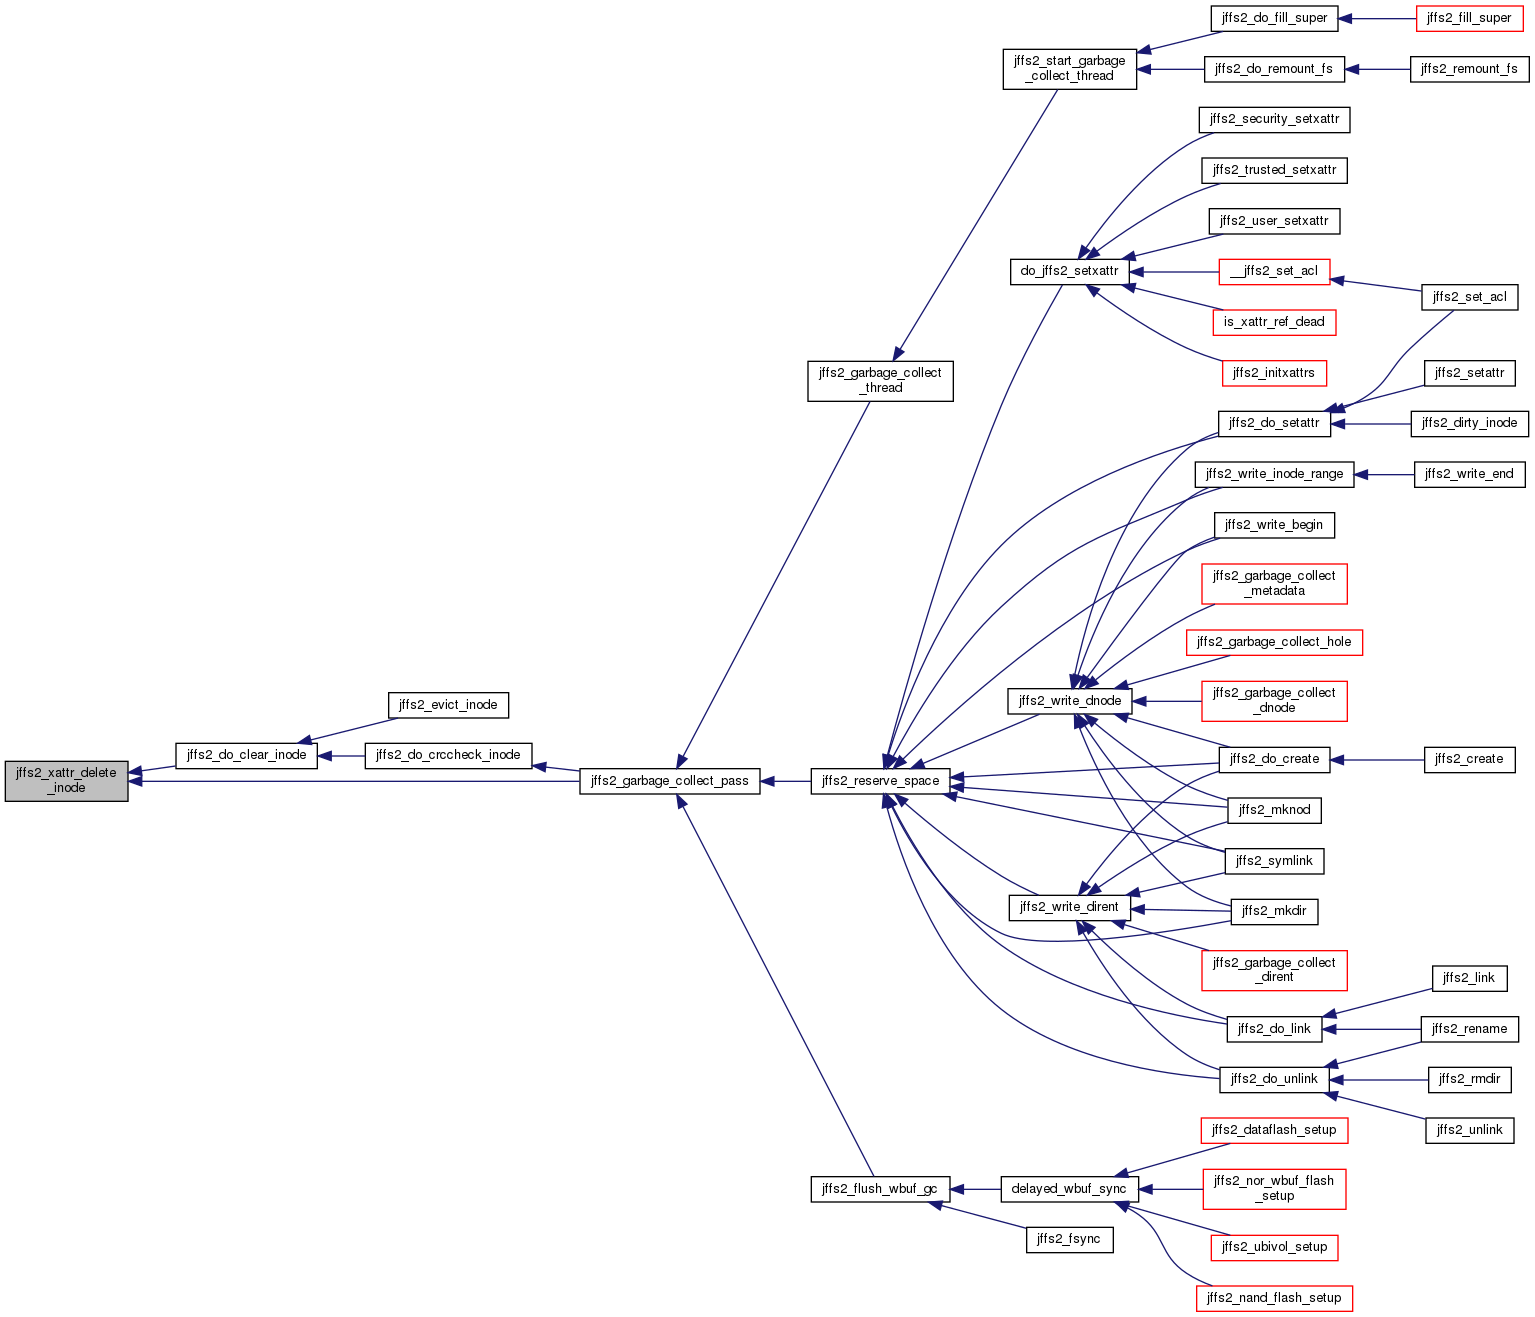 jffs2_do_fill_super
jffs2_fill_super
jffs2_start_garbage
_collect_thread
jffs2_do_remount_fs
jffs2_remount_fs
jffs2_security_setxattr
jffs2_trusted_setxattr
jffs2_user_setxattr
do_jffs2_setxattr
__jffs2_set_acl
jffs2_set_acl
is_xattr_ref_dead
jffs2_garbage_collect
_thread
jffs2_initxattrs
jffs2_setattr
jffs2_do_setattr
jffs2_dirty_inode
jffs2_write_inode_range
jffs2_write_end
jffs2_write_begin
jffs2_garbage_collect
_metadata
jffs2_garbage_collect_hole
jffs2_evict_inode
jffs2_write_dnode
jffs2_garbage_collect
_dnode
jffs2_xattr_delete
_inode
jffs2_do_clear_inode
jffs2_do_crccheck_inode
jffs2_garbage_collect_pass
jffs2_reserve_space
jffs2_do_create
jffs2_create
jffs2_mknod
jffs2_symlink
jffs2_write_dirent
jffs2_mkdir
jffs2_garbage_collect
_dirent
jffs2_link
jffs2_do_link
jffs2_rename
jffs2_do_unlink
jffs2_rmdir
jffs2_unlink
jffs2_dataflash_setup
jffs2_flush_wbuf_gc
delayed_wbuf_sync
jffs2_nor_wbuf_flash
_setup
jffs2_fsync
jffs2_ubivol_setup
jffs2_nand_flash_setup